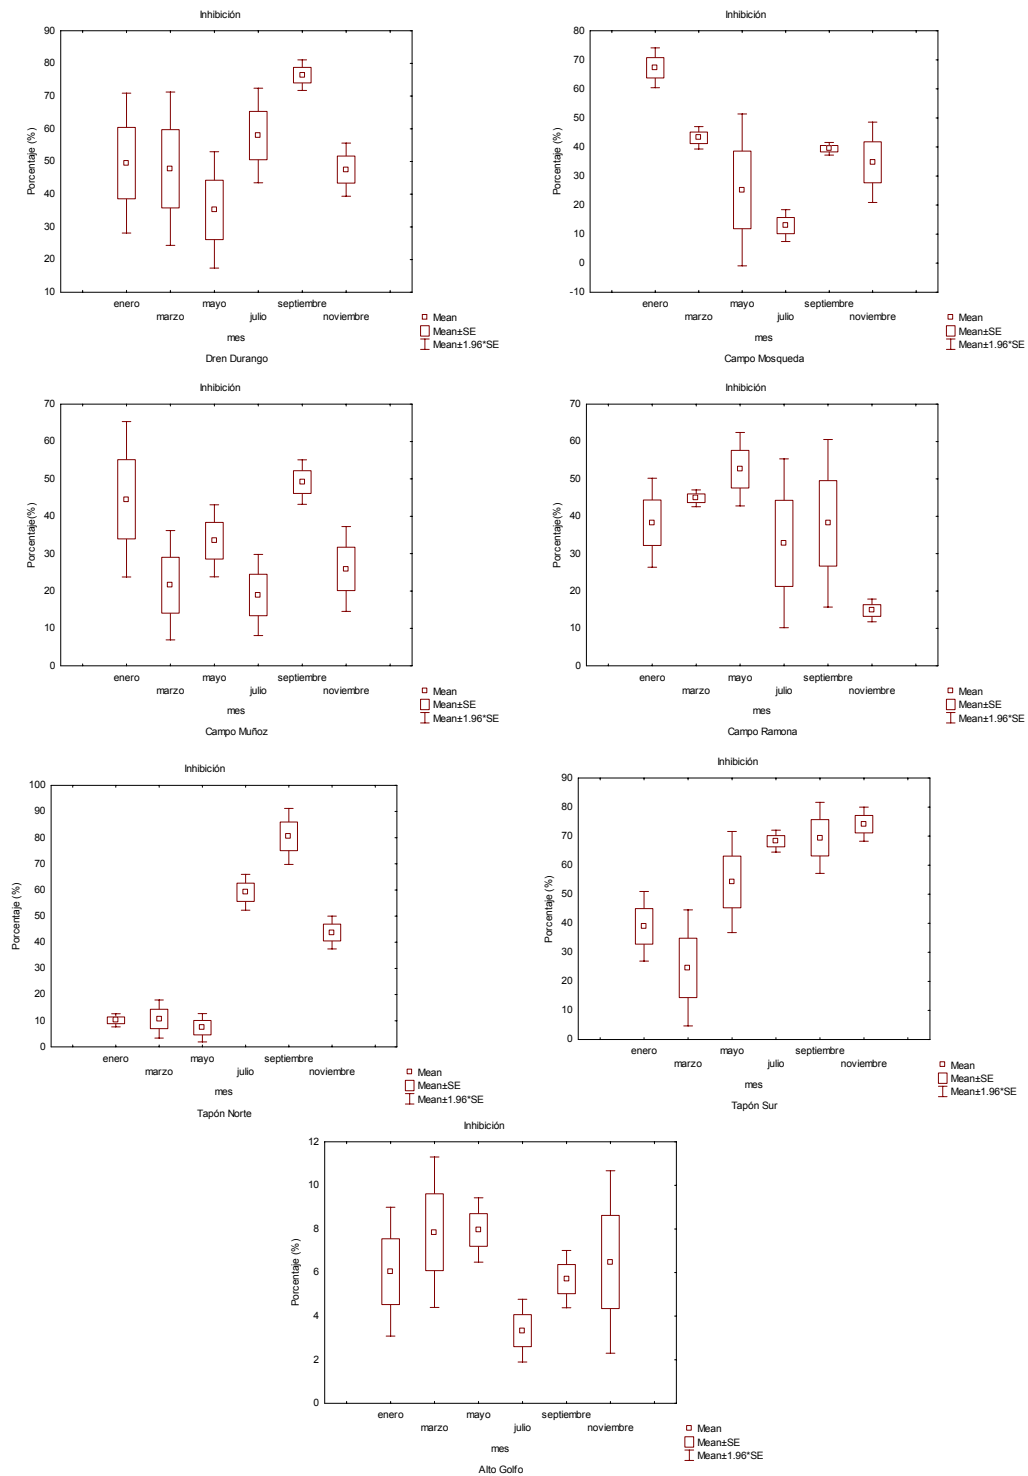 Inhibición
90
80
70
60
50
40
30
20
10
Porcentaje (%)
enero mayo septiembre
marzo julio noviembre
mes
Dren Durango
Mean
Mean±SE
Mean±1.96*SE
Inhibición
80
70
60
50
40
30
20
10
0
-10
Porcentaje (%)
enero mayo septiembre
marzo julio noviembre
mes
Campo Mosqueda
Mean
Mean±SE
Mean±1.96*SE
Inhibición
70
60
50
40
30
20
10
0
Porcentaje(%)
enero mayo septiembre
marzo julio noviembre
mes
Campo Muñoz
Mean
Mean±SE
Mean±1.96*SE
Inhibición
70
60
50
40
30
20
10
0
Porcentaje(%)
enero mayo septiembre
marzo julio noviembre
mes
Campo Ramona
Mean
Mean±SE
Mean±1.96*SE
Inhibición
100
90
80
70
60
50
40
30
20
10
0
Porcentaje (%)
enero mayo septiembre
marzo julio noviembre
mes
Tapón Norte
Mean
Mean±SE
Mean±1.96*SE
Inhibición
90
80
70
60
50
40
30
20
10
0
Porcentaje (%)
enero mayo septiembre
marzo julio noviembre
mes
Tapón Sur
Mean
Mean±SE
Mean±1.96*SE
Inhibición
12
10
8
6
4
2
0
Porcentaje (%)
enero mayo septiembre
marzo julio noviembre
mes
Alto Golfo
Mean
Mean±SE
Mean±1.96*SE